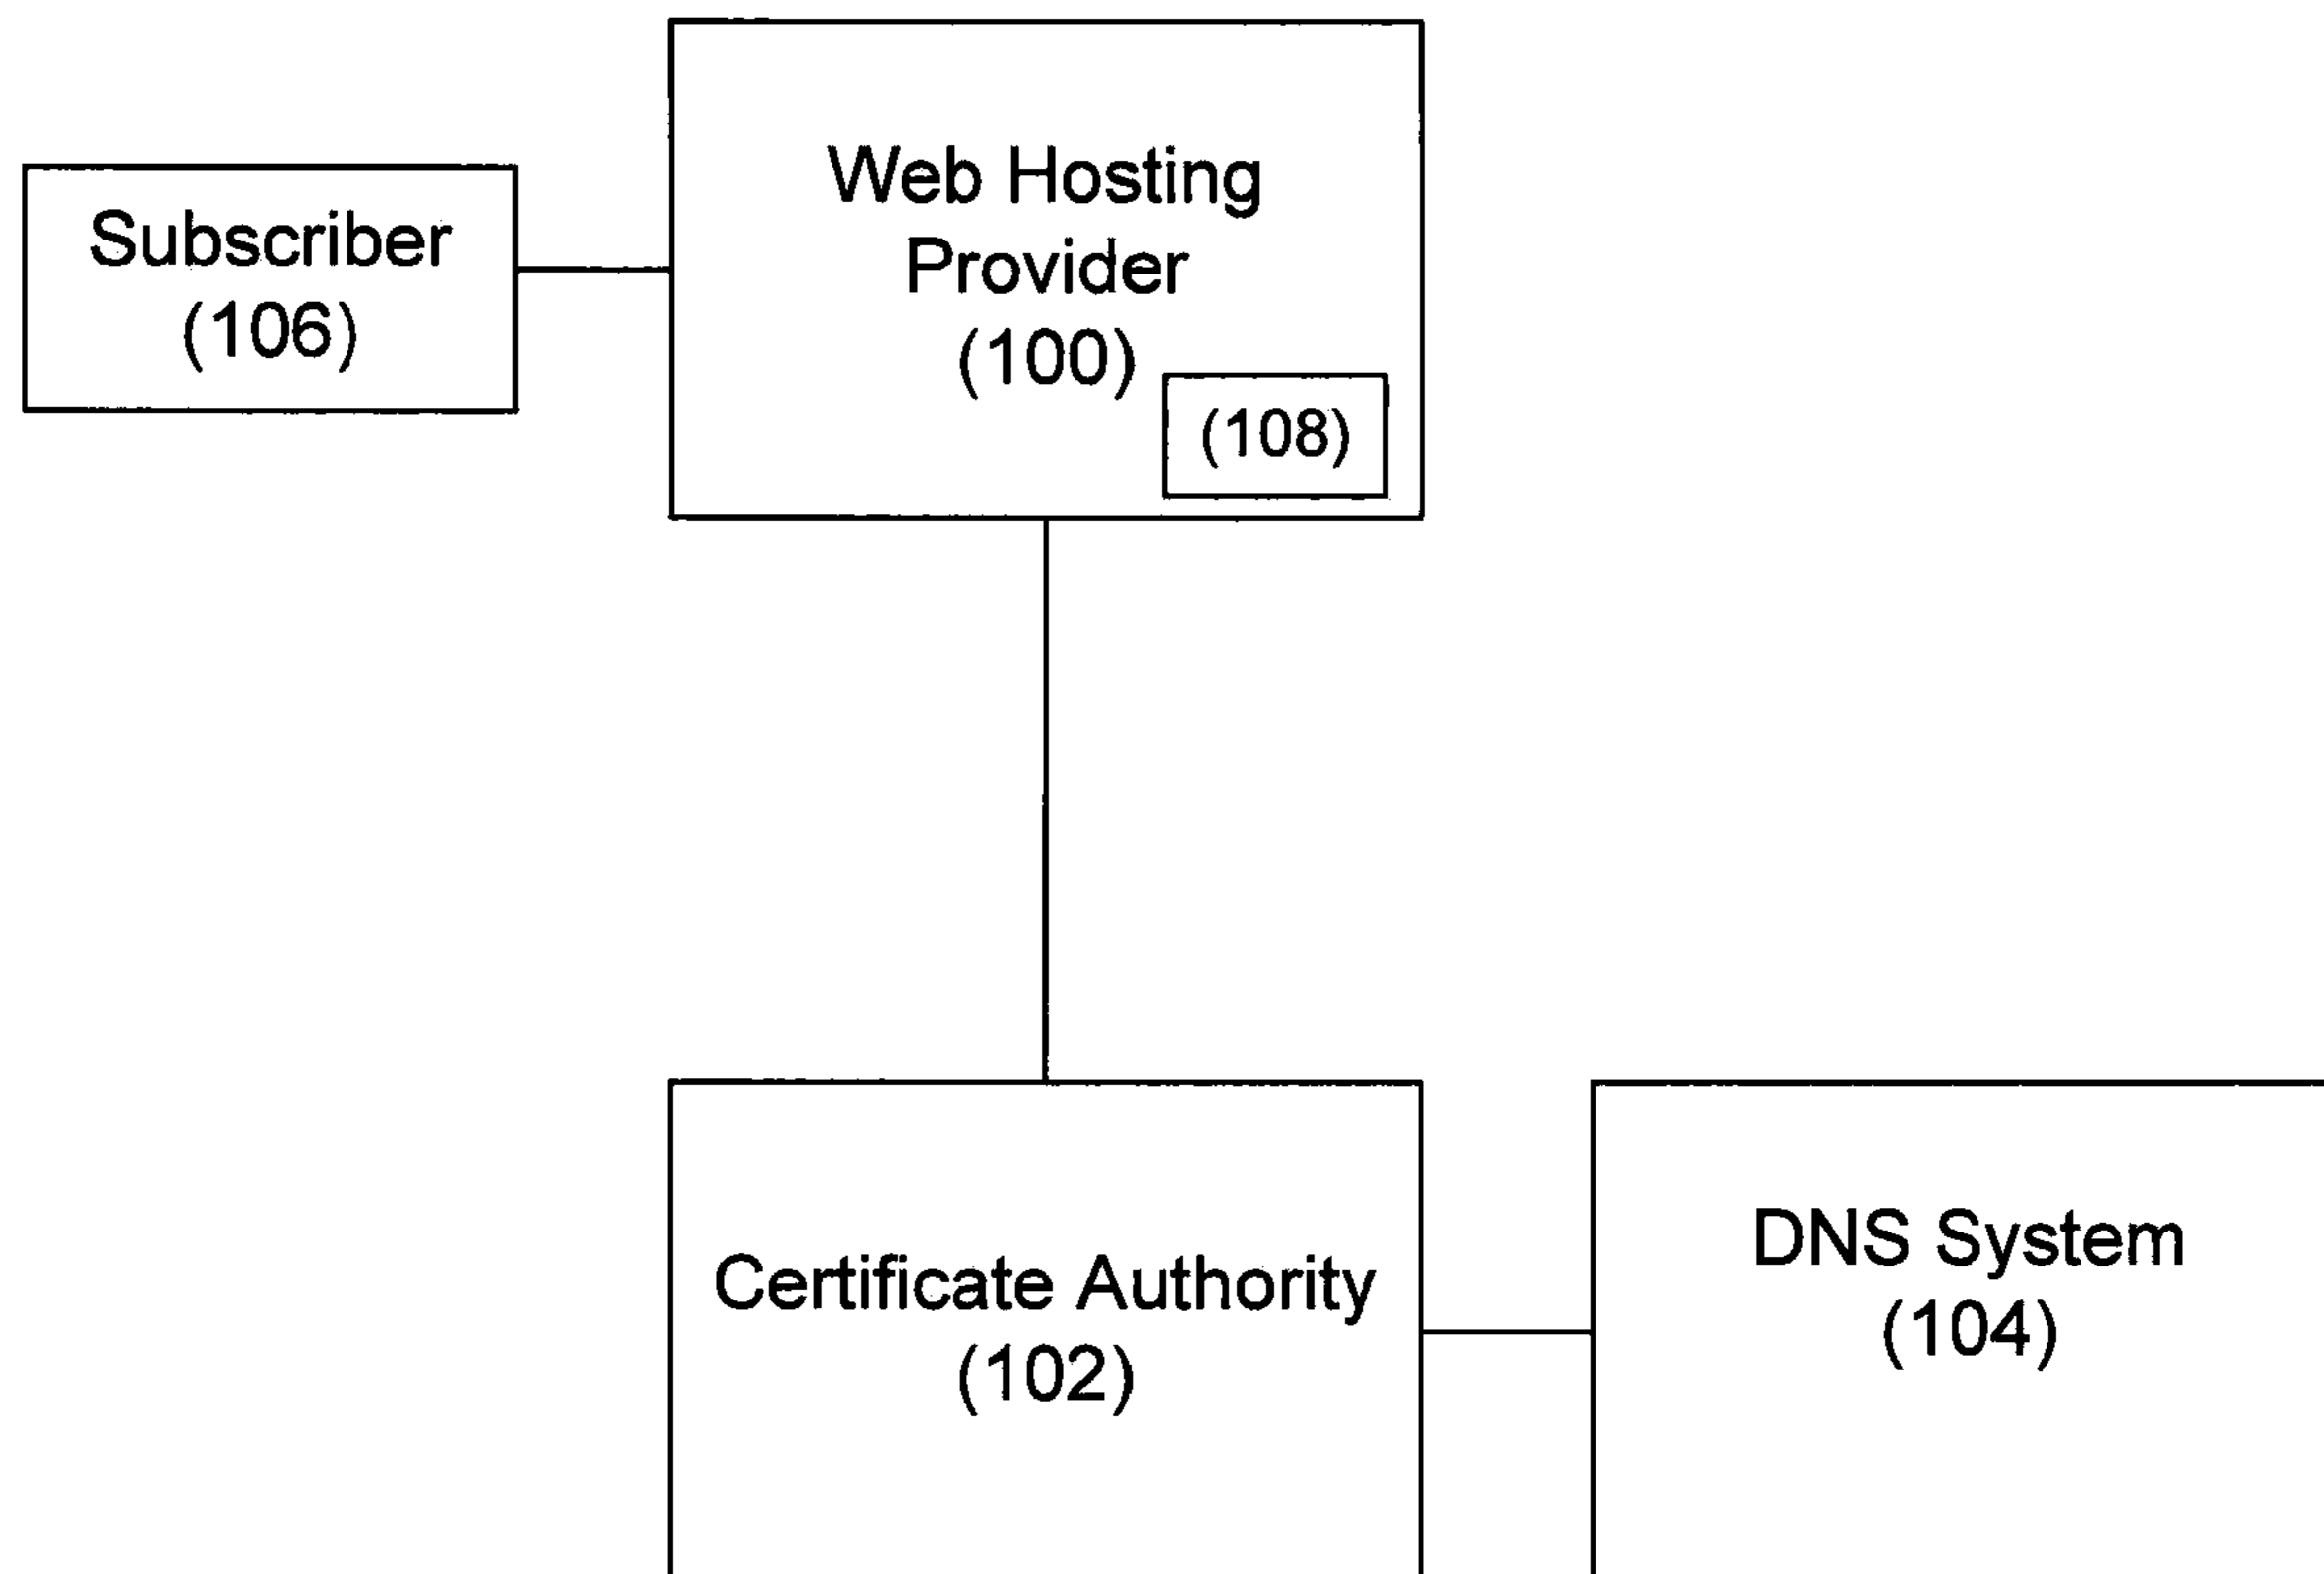 Web Hosting
Provider
(100)
(108)
Subscriber
(106)
Certificate Authority
(102)
DNS System
(104)